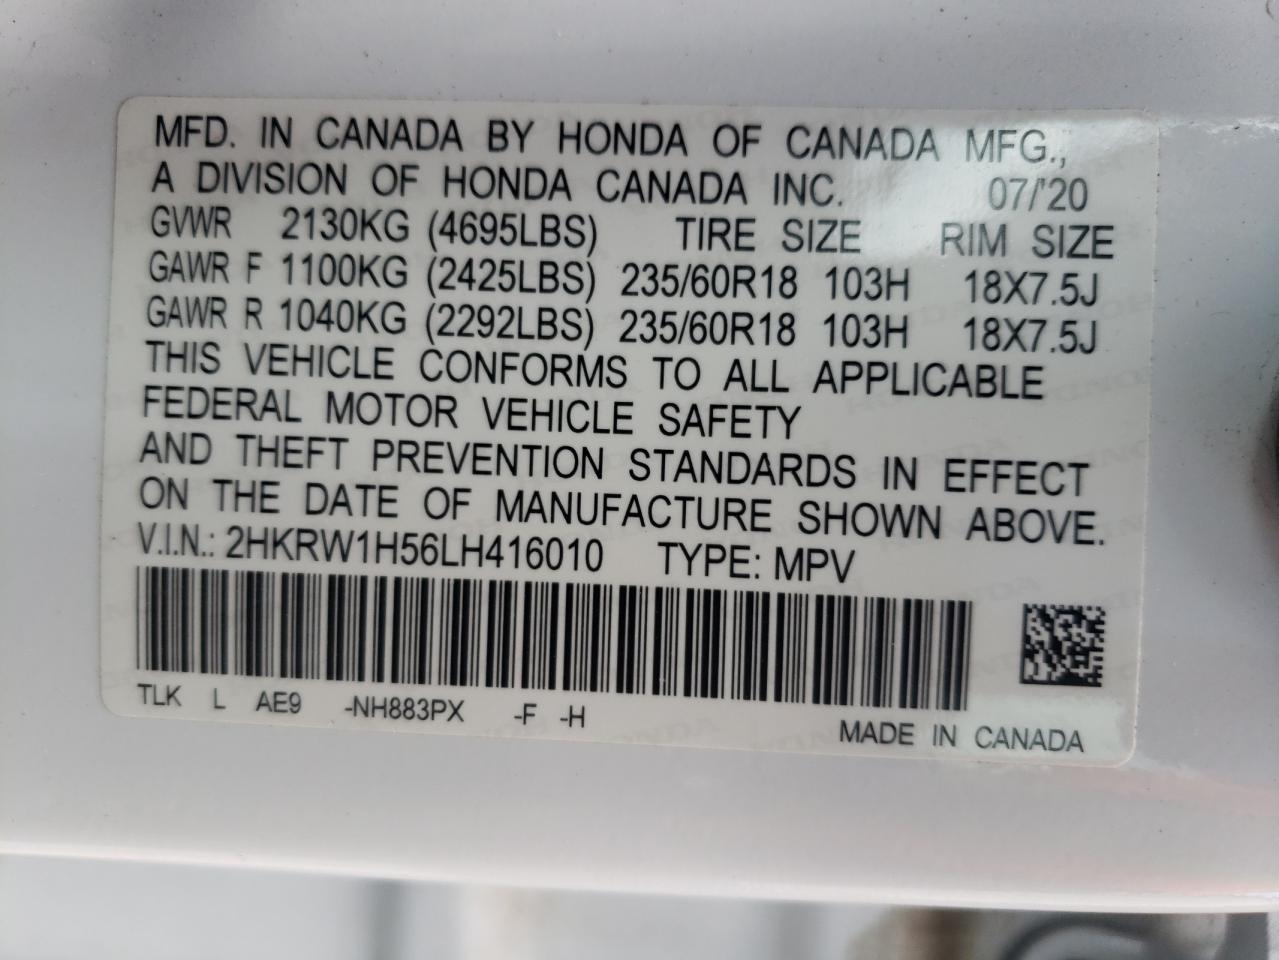 MFD. IN CANADA BY HONDA OF CANADA MFG.,
A DIVISION OF HONDA CANADA INC. 07/'20
GVWR 2130KG (4695LBS) TIRE SIZE RIM SIZE
GAWR F 1100KG (2425LBS) 235/60R18 103H 18X7.5J
GAWR R 1040KG (2292LBS) 235/60R18 103H 18X7.5J
THIS VEHICLE CONFORMS TO ALL APPLICABLE
FEDERAL MOTOR VEHICLE SAFETY
AND THEFT PREVENTION STANDARDS IN EFFECT
ON THE DATE OF MANUFACTURE SHOWN ABOVE.
V.I.N.: 2HKRW1H56LH416010 TYPE: MPV
TLK L AE9 -NH883PX -F -H
MADE IN CANADA